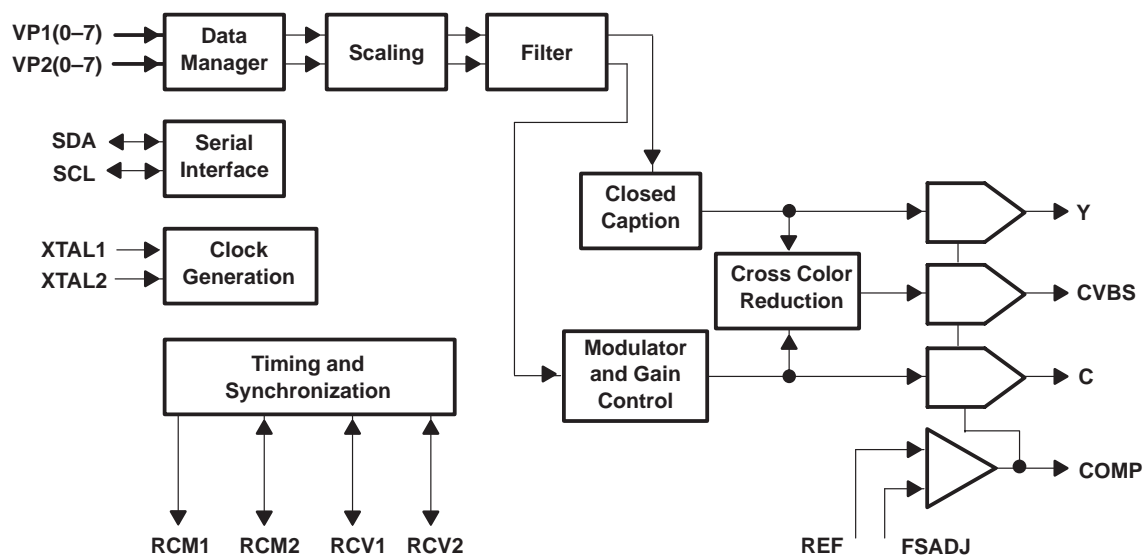 VP1(0–7)
VP2(0–7)
Data
Manager
Scaling
Filter
SDA
SCL
Serial
Interface
Closed
Caption
Y
XTAL1
XTAL2
Clock
Generation
Cross Color
Reduction
CVBS
Timing and
Synchronization
Modulator
and Gain
Control
C
COMP
RCM1
RCM2
RCV1
RCV2
REF
FSADJ